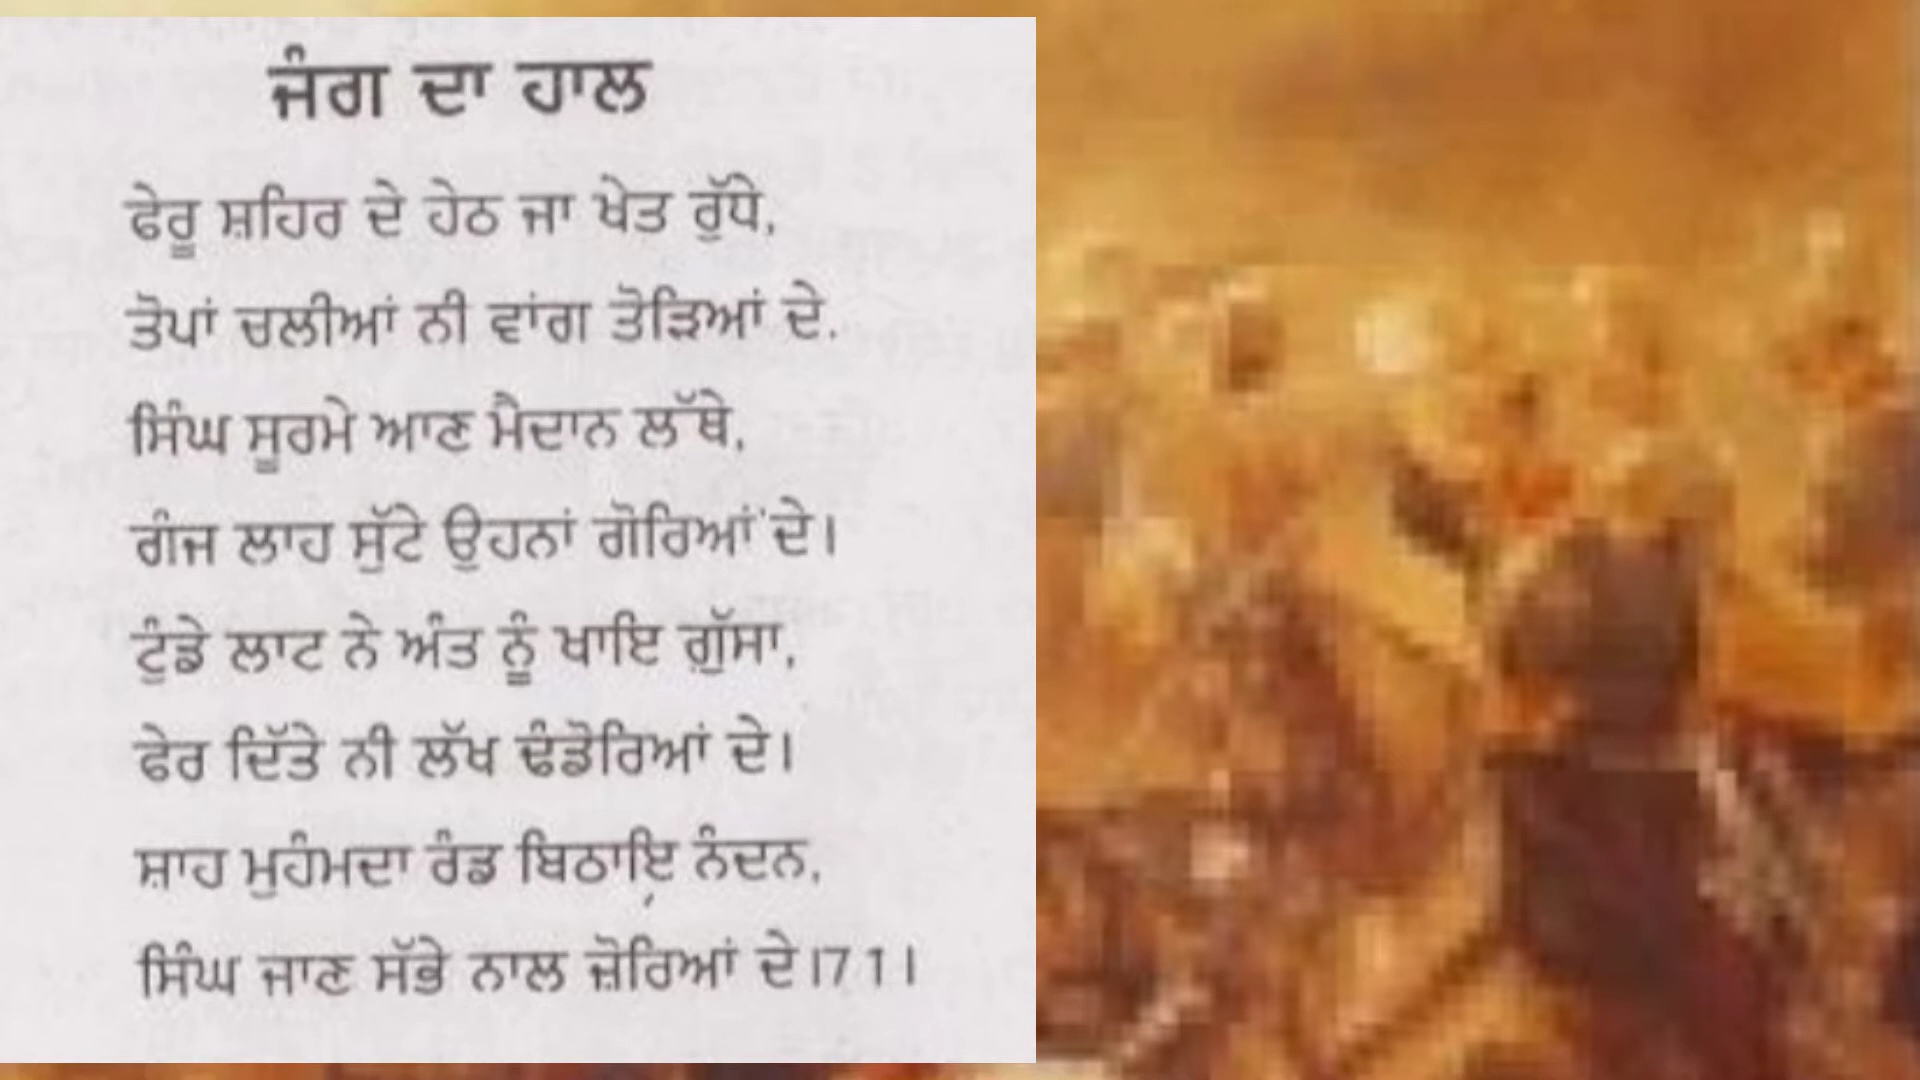 ਜੰਗ ਦਾ ਹਾਲ
ਫੇਰੂ ਸ਼ਹਿਰ ਦੇ ਹੇਠ ਜਾ ਖੇਤ ਰੁੱਧੇ,
ਤੋਪਾਂ ਚਲੀਆਂ ਨੀ ਵਾਂਗ ਤੋੜਿਆਂ ਦੇ.
ਸਿੰਘ ਸੂਰਮੇ ਆਣ ਮੈਦਾਨ ਲੱਥੇ,
ਗੰਜ ਲਾਹ ਸੁੱਟੇ ਉਹਨਾਂ ਗੋਰਿਆਂ ਦੇ।
ਟੁੰਡੇ ਲਾਟ ਨੇ ਅੰਤ ਨੂੰ ਖਾਇ ਗ਼ੁੱਸਾ,
ਫੇਰ ਦਿੱਤੇ ਨੀ ਲੱਖ ਢੰਡੋਰਿਆਂ ਦੇ।
ਸ਼ਾਹ ਮੁਹੰਮਦਾ ਰੰਡ ਬਿਠਾਇ ਨੰਦਨ,
ਸਿੰਘ ਜਾਣ ਸੱਭੇ ਨਾਲ ਜ਼ੋਰਿਆਂ ਦੇ।71।